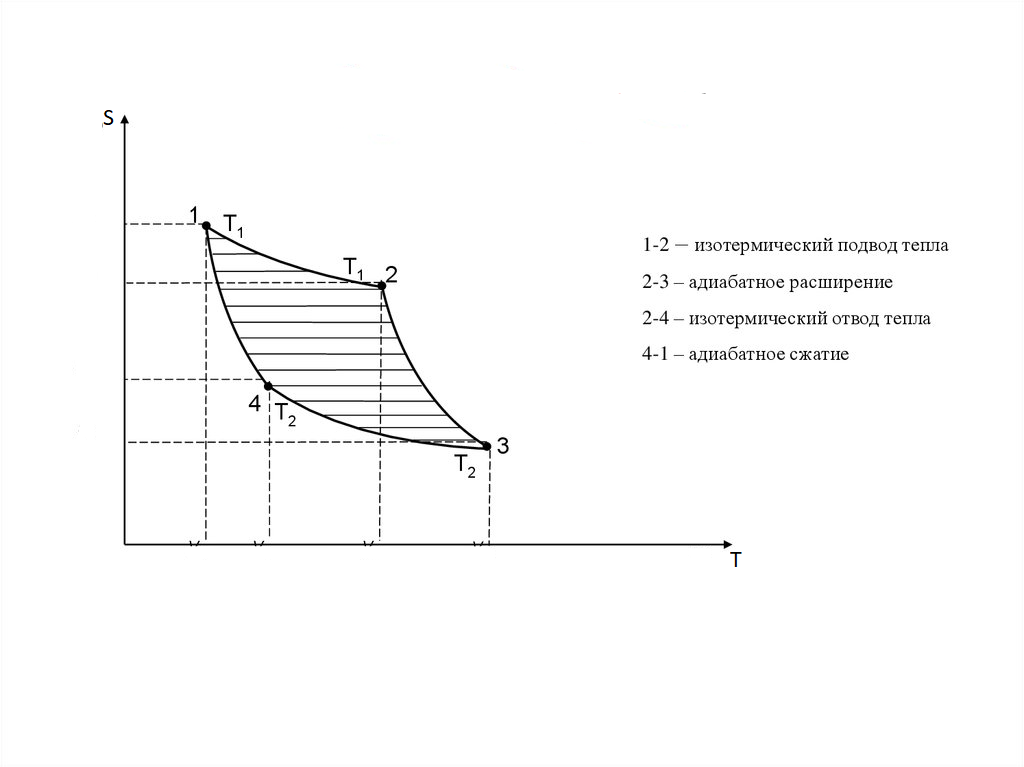 S
1 T1
T1 2
1-2 – изотермический подвод тепла
2-3 – адиабатное расширение
2-4 – изотермический отвод тепла
4-1 – адиабатное сжатие
4 T2
3
T2
T